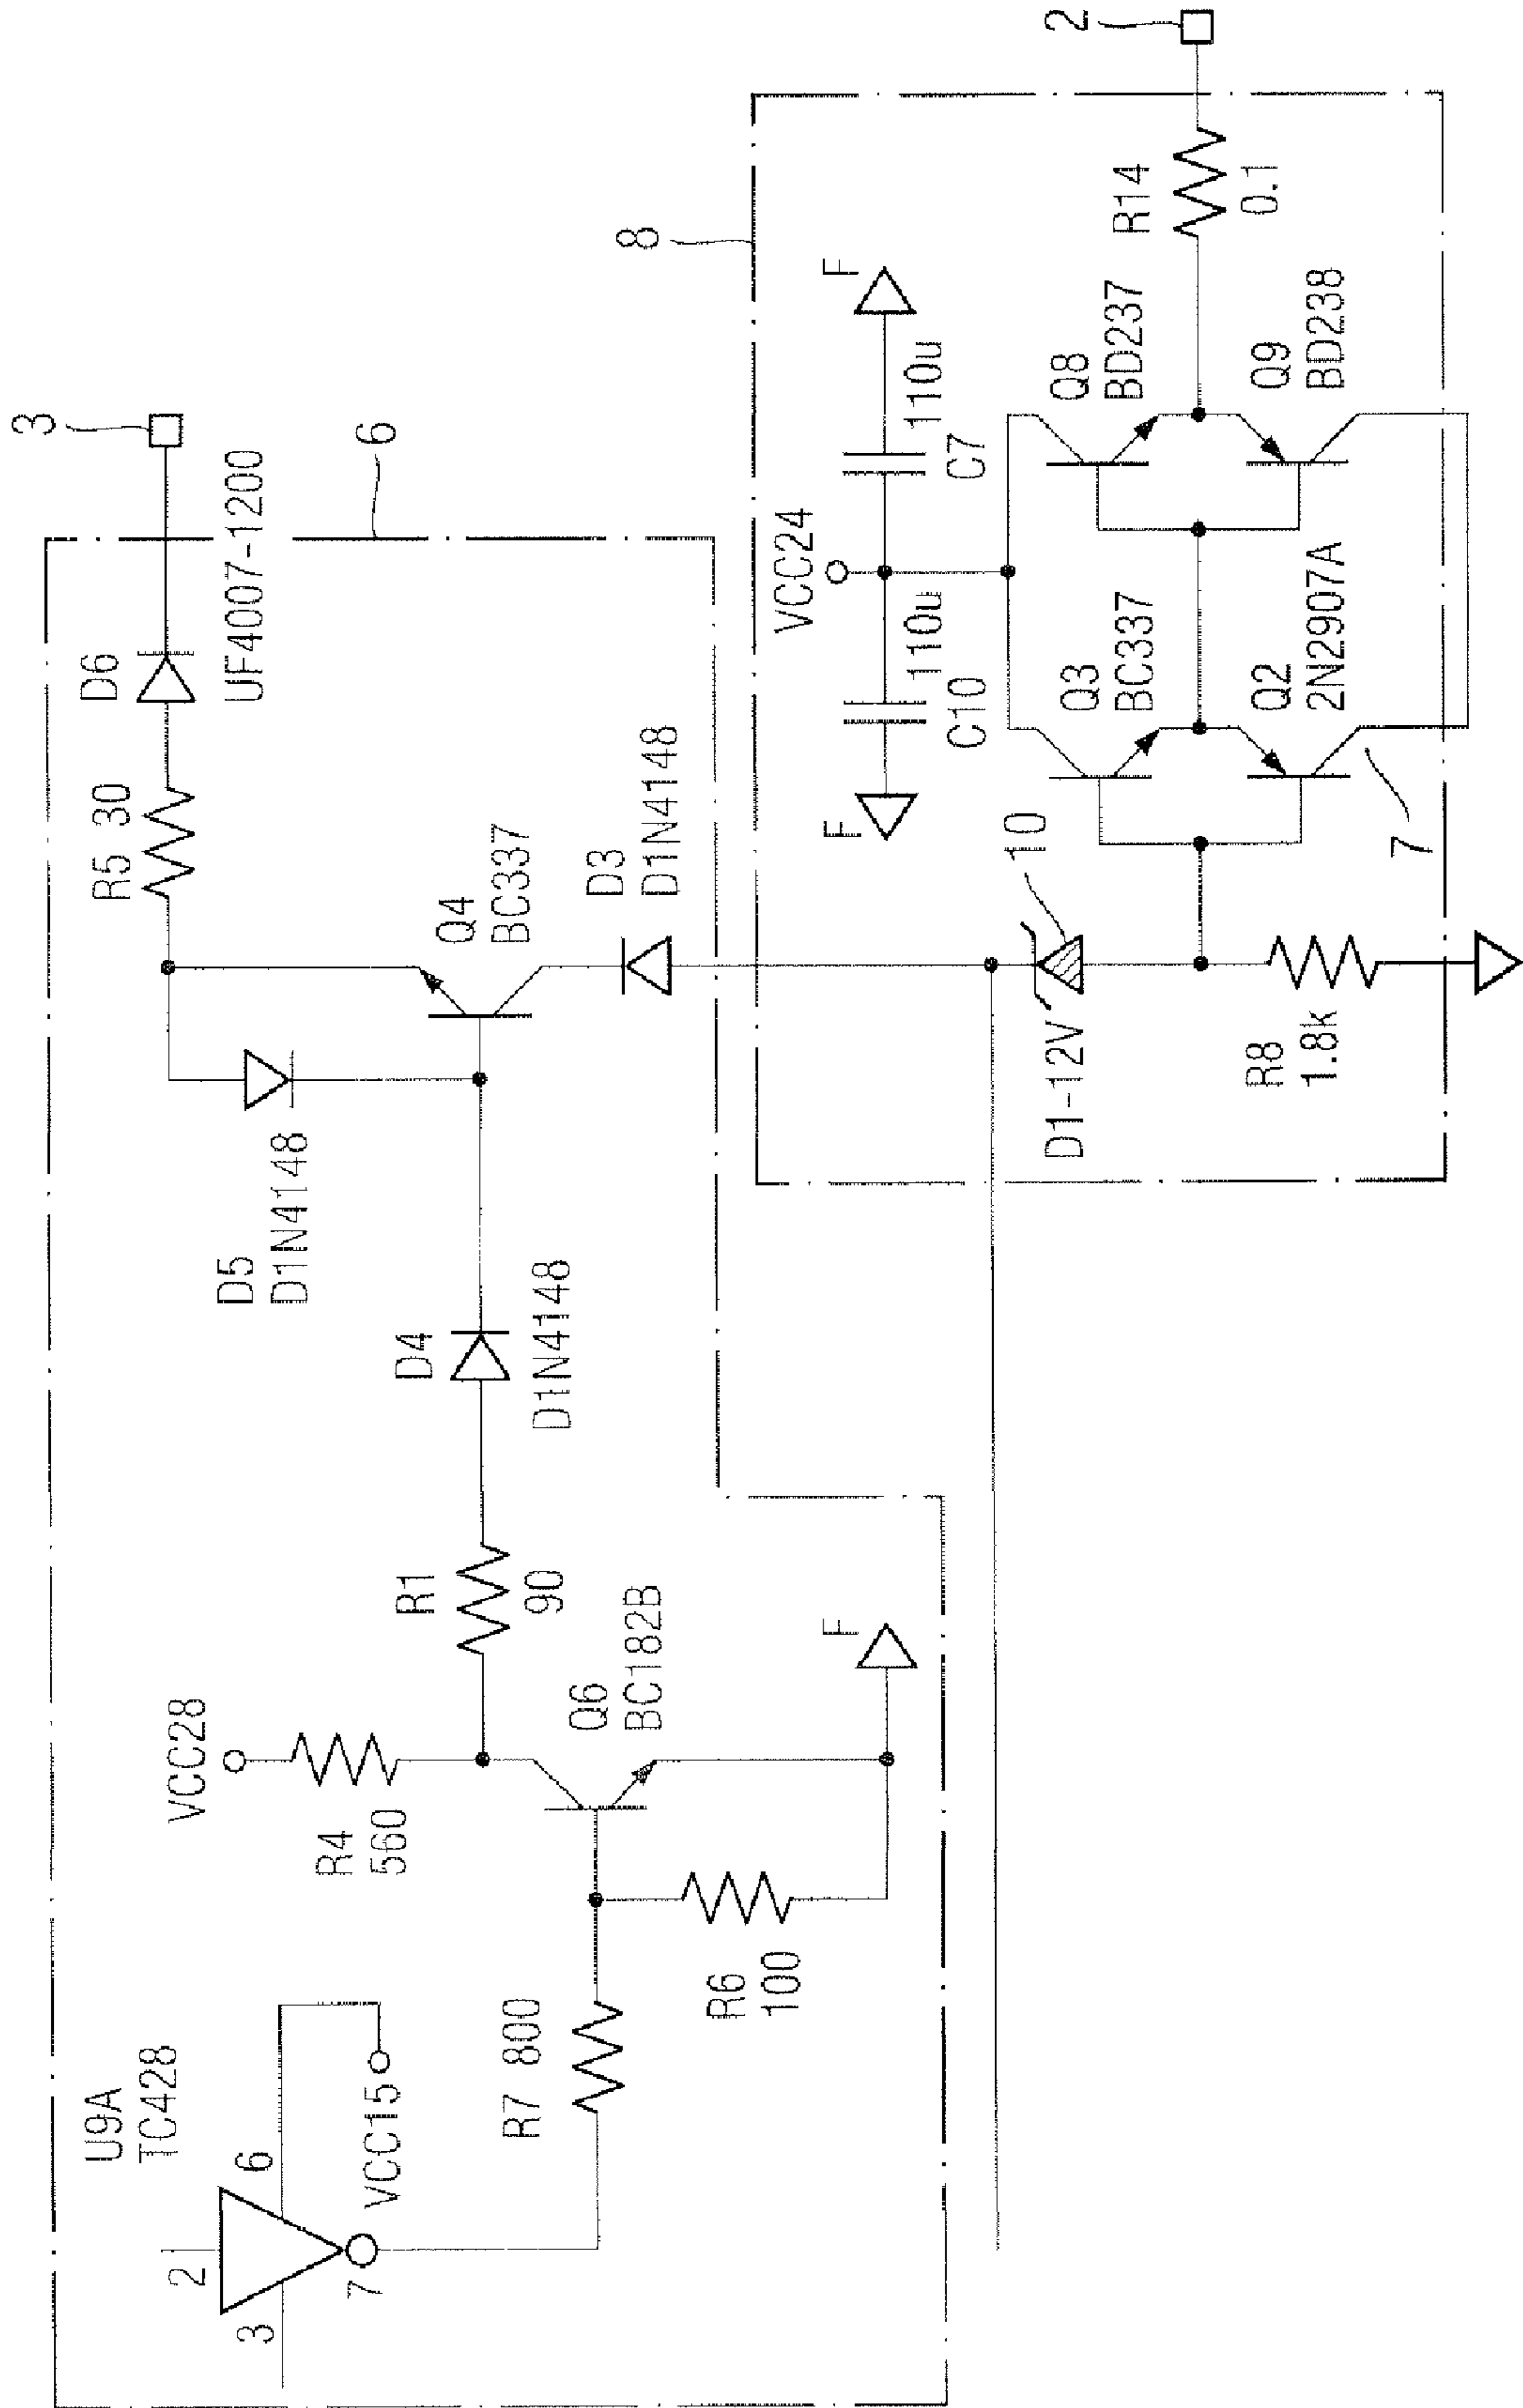 3
D6
UF4007-1200
R5 30
6
Q4
BC337
D5
D1N4148
D3
D1N4148
D4
D1N4148
R1
90
VCC28
R4
560
Q6
BC182B
F
U9A
TC428
2
3
6
7
VCC15
R7 800
R6
100
8
2
VCC24
F
F
110u
C10
110u
C7
Q3
BC337
Q8
BD237
R14
0.1
Q2
2N2907A
Q9
BD238
10
7
D1-12V
R8
1.8k